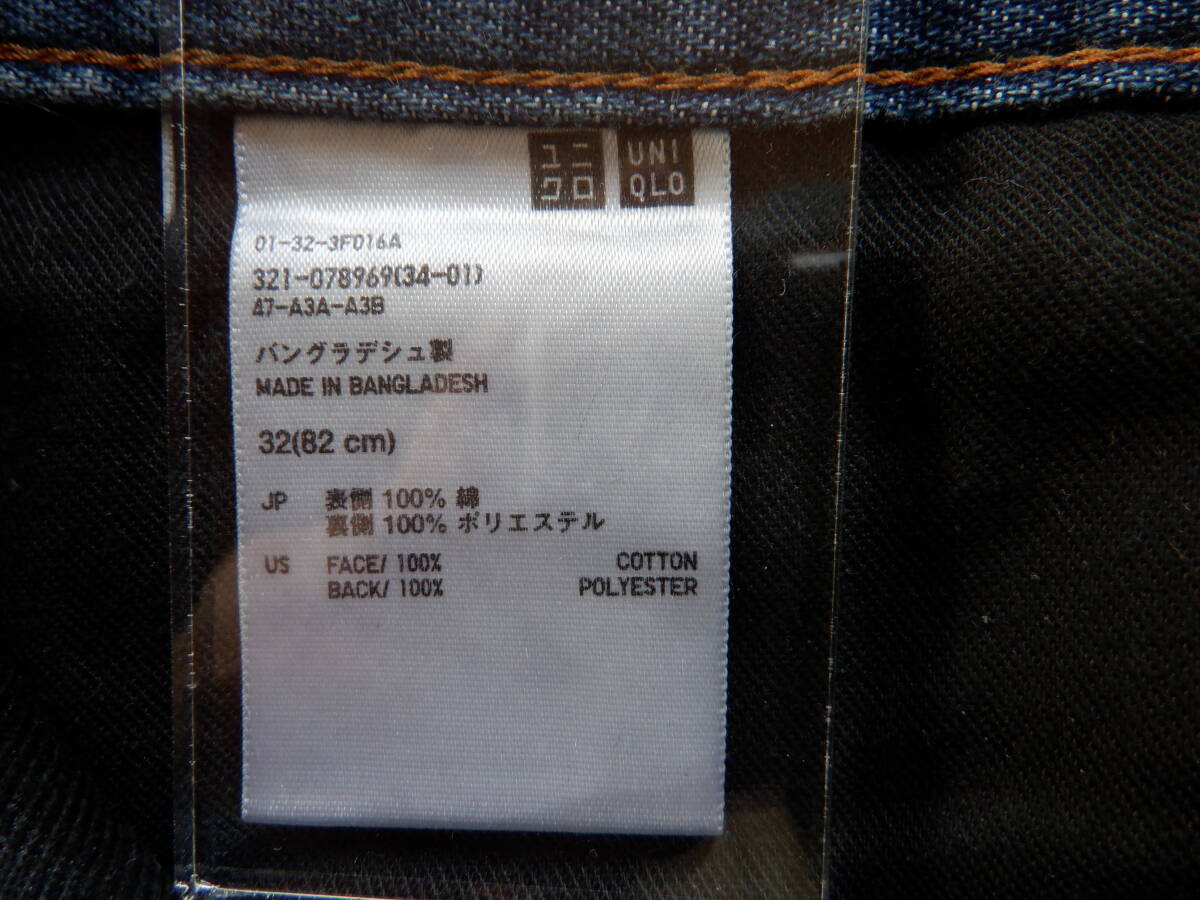 ユニ
クロ
UNI
QLO
01-32-3F016A
321-078969(34-01)
47-A3A-A3B
バングラデシュ製
MADE IN BANGLADESH
32(82 cm)
JP 表側 100% 綿
裏側 100% ポリエステル
US FACE/ 100% COTTON
BACK/ 100% POLYESTER